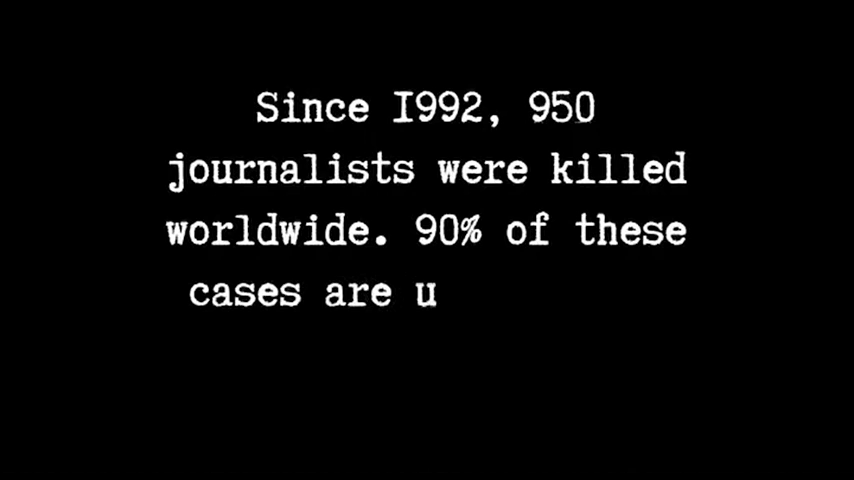 Since I992, 950
journalists were killed
worldwide. 90% of these
cases are u